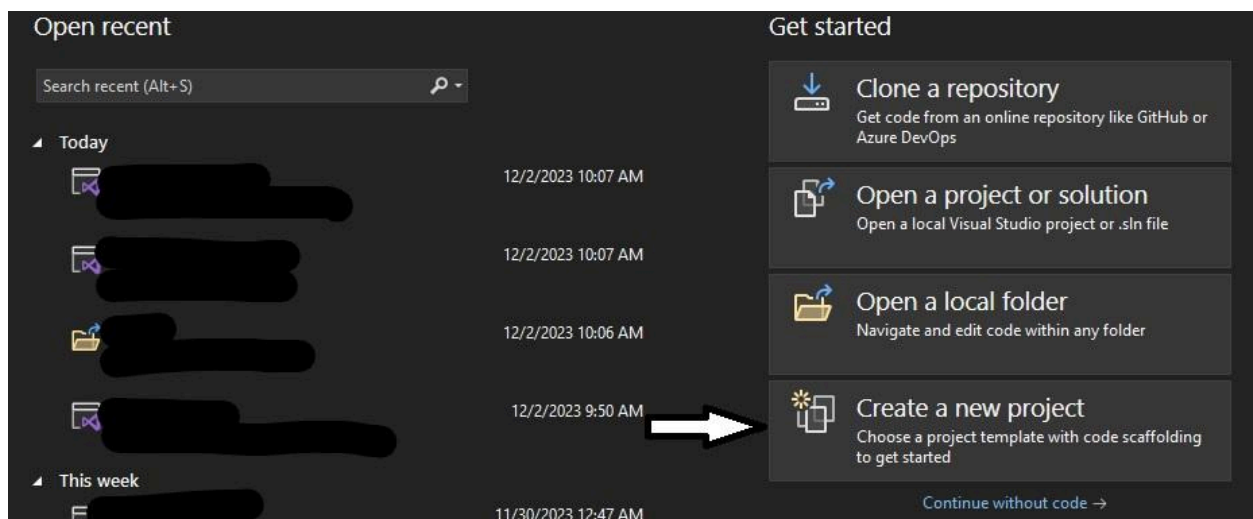 Open recent
Search recent (Alt+S)
Today
12/2/2023 10:07 AM
12/2/2023 10:07 AM
12/2/2023 10:06 AM
12/2/2023 9:50 AM
This week
11/30/2023 12:47 AM
Get started
Clone a repository
Get code from an online repository like GitHub or
Azure DevOps
Open a project or solution
Open a local Visual Studio project or .sln file
Open a local folder
Navigate and edit code within any folder
Create a new project
Choose a project template with code scaffolding
to get started
Continue without code →